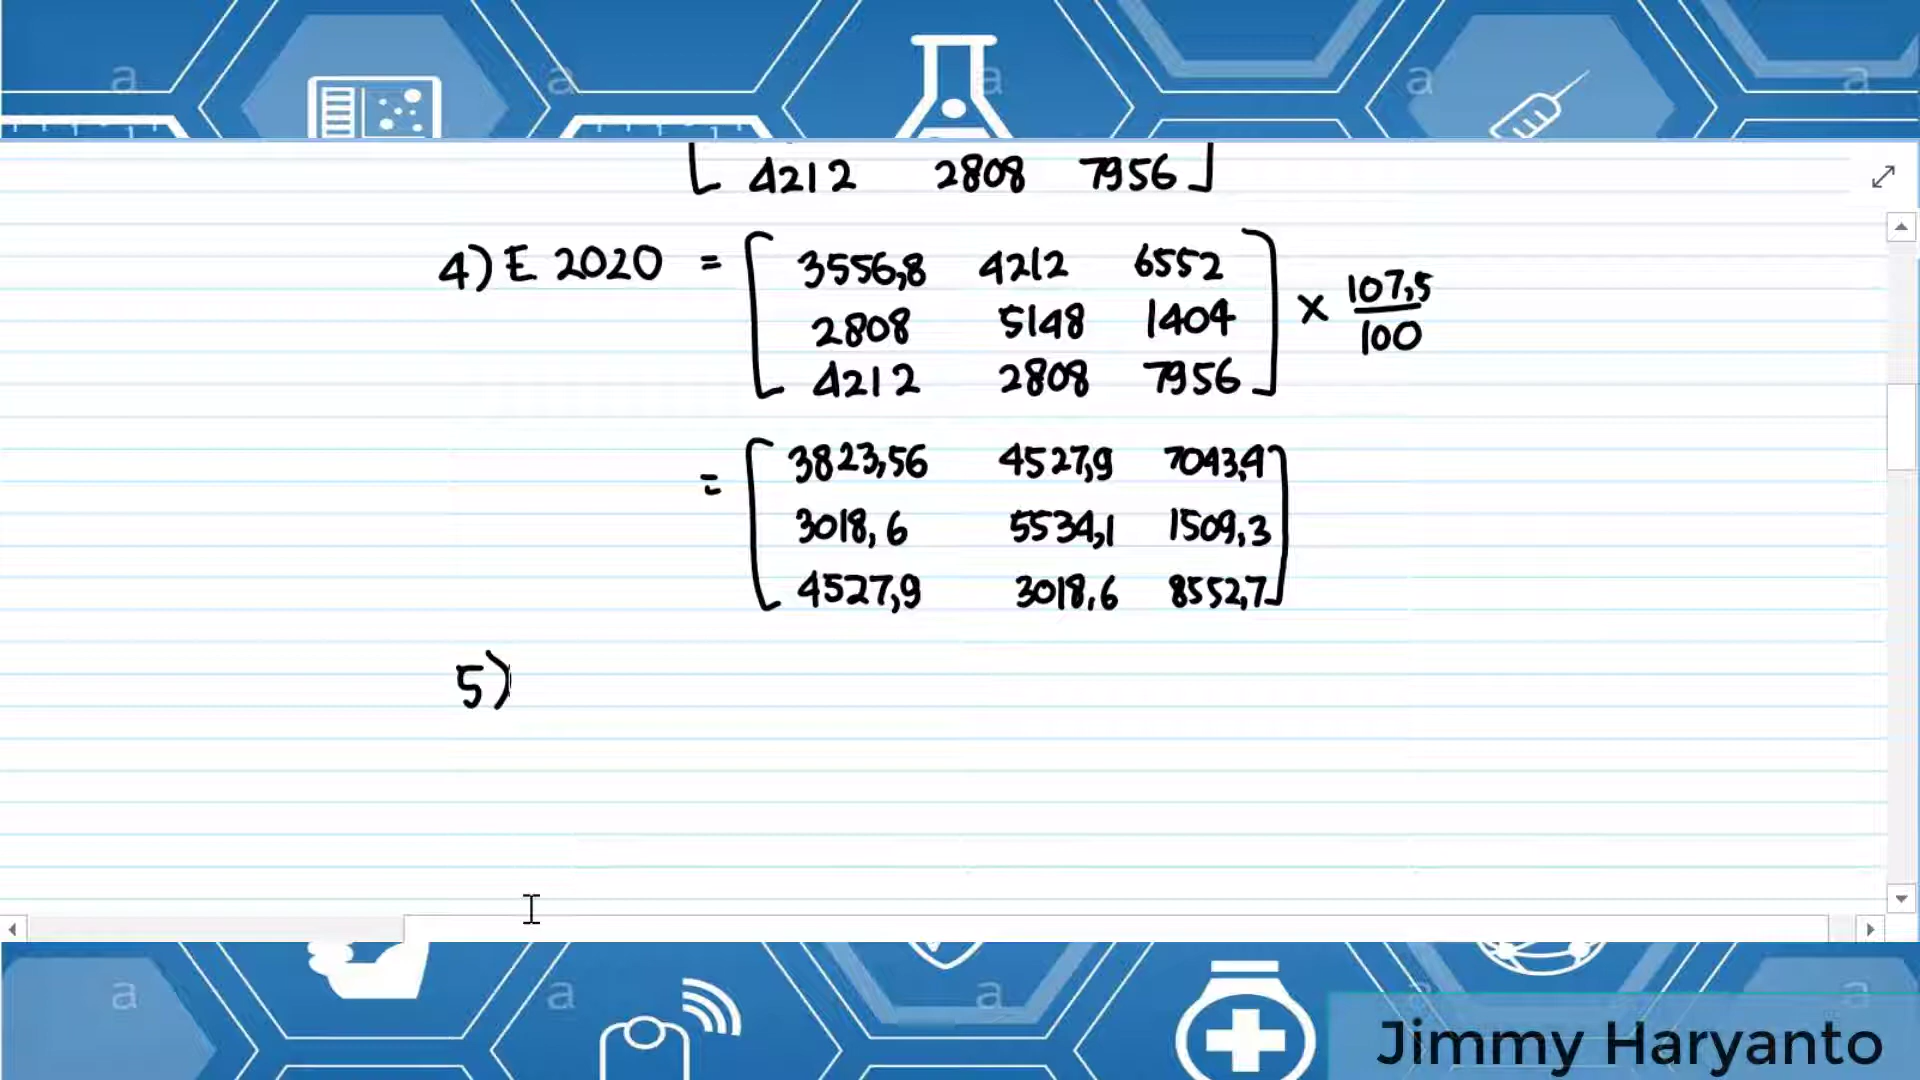 a a a a a
4212 2808 7956
4) E 2020 = [ 3556,8 4212 6552 ] × 107,5/100
2808 5148 1404
4212 2808 7956
= [ 3823,56 4527,9 7043,4 ]
3018,6 5534,1 1509,3
4527,9 3018,6 8552,7
5)
a a a a a
Jimmy Haryanto